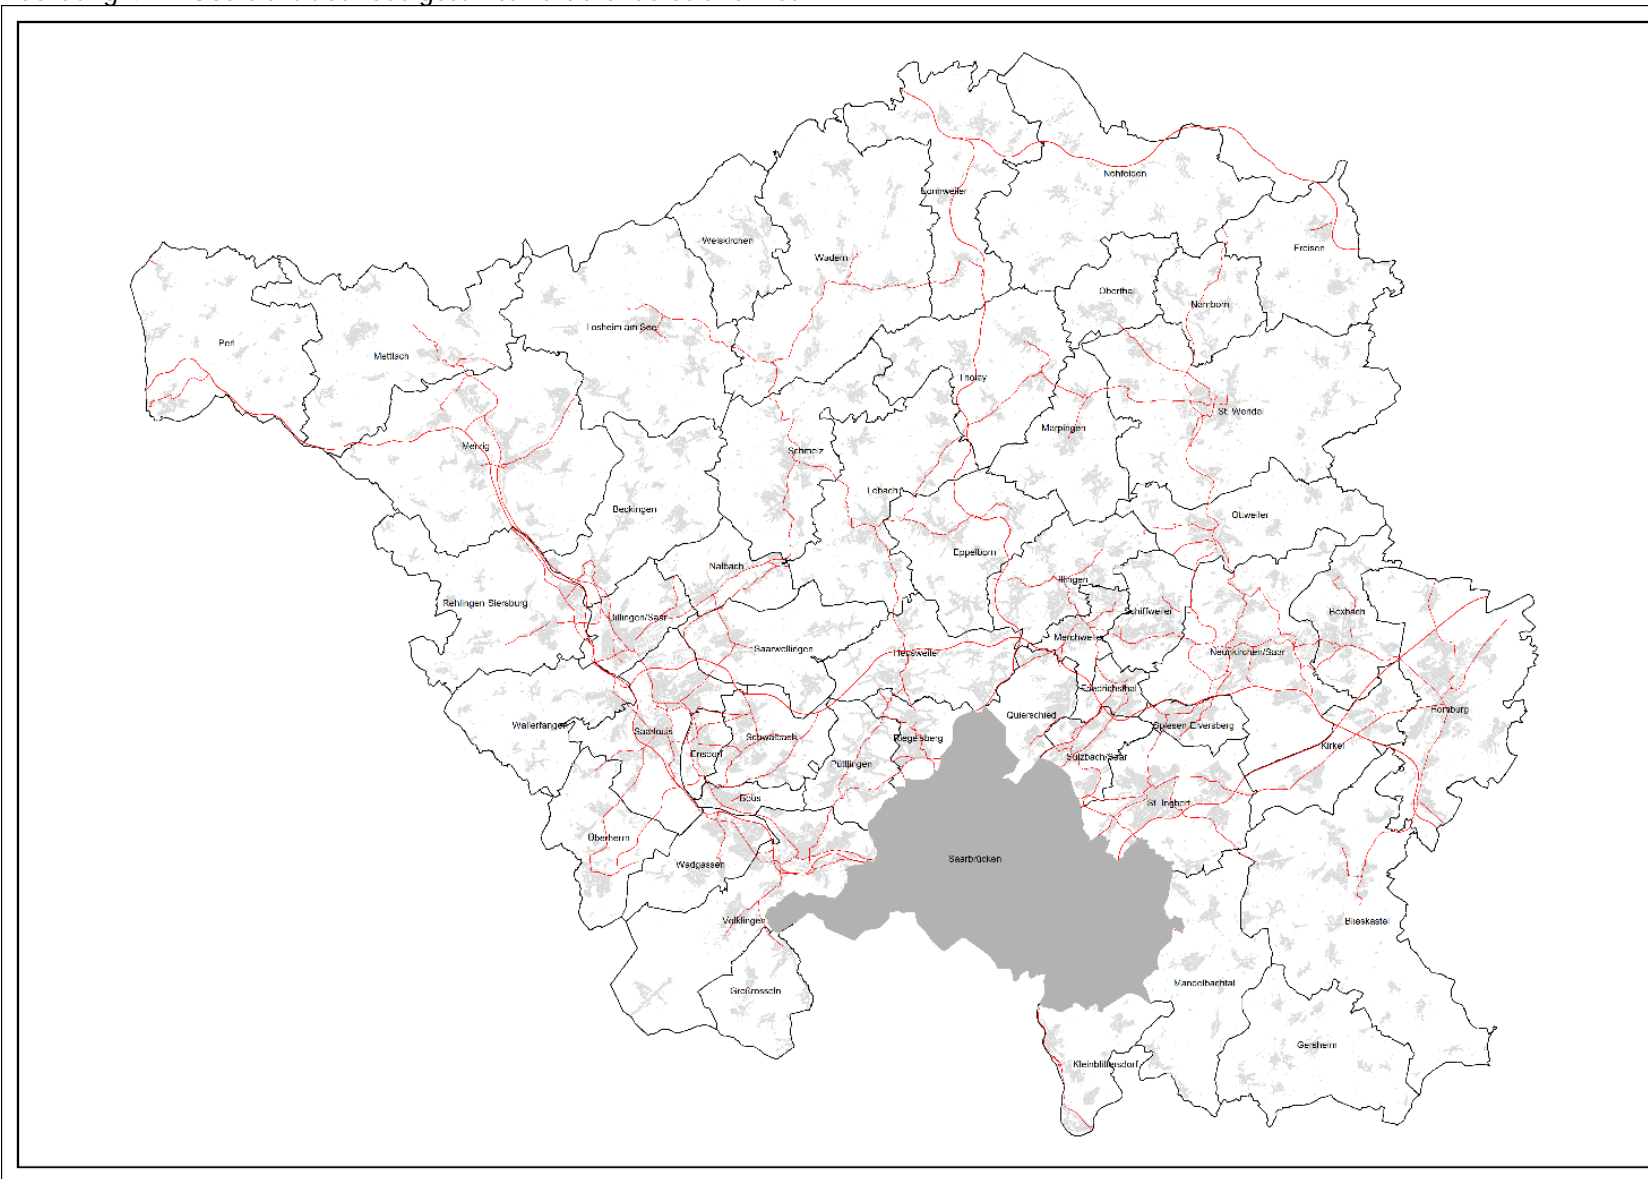 Nonnweiler
Nohfelden
Weiskirchen
Wadern
Freisen
Oberthal
Namborn
Losheim am See
Perl
Mettlach
Tholey
St. Wendel
Marpingen
Merzig
Schmelz
Lebach
Beckingen
Ottweiler
Eppelborn
Nalbach
Illingen
Rehlingen Siersburg
Schiffweiler
Bexbach
Dillingen/Saar
Merchweiler
Saarwellingen
Heusweiler
Neunkirchen/Saar
Friedrichsthal
Homburg
Quierschied
Wallerfangen
Spiesen Elversberg
Saarlouis
Schwalbach
Riegelsberg
Kirkel
Ensdorf
Püttlingen
Sulzbach/Saar
Bous
St. Ingbert
Überherrn
Saarbrücken
Wadgassen
Völklingen
Blieskastel
Mandelbachtal
Großrosseln
Gersheim
Kleinblittersdorf